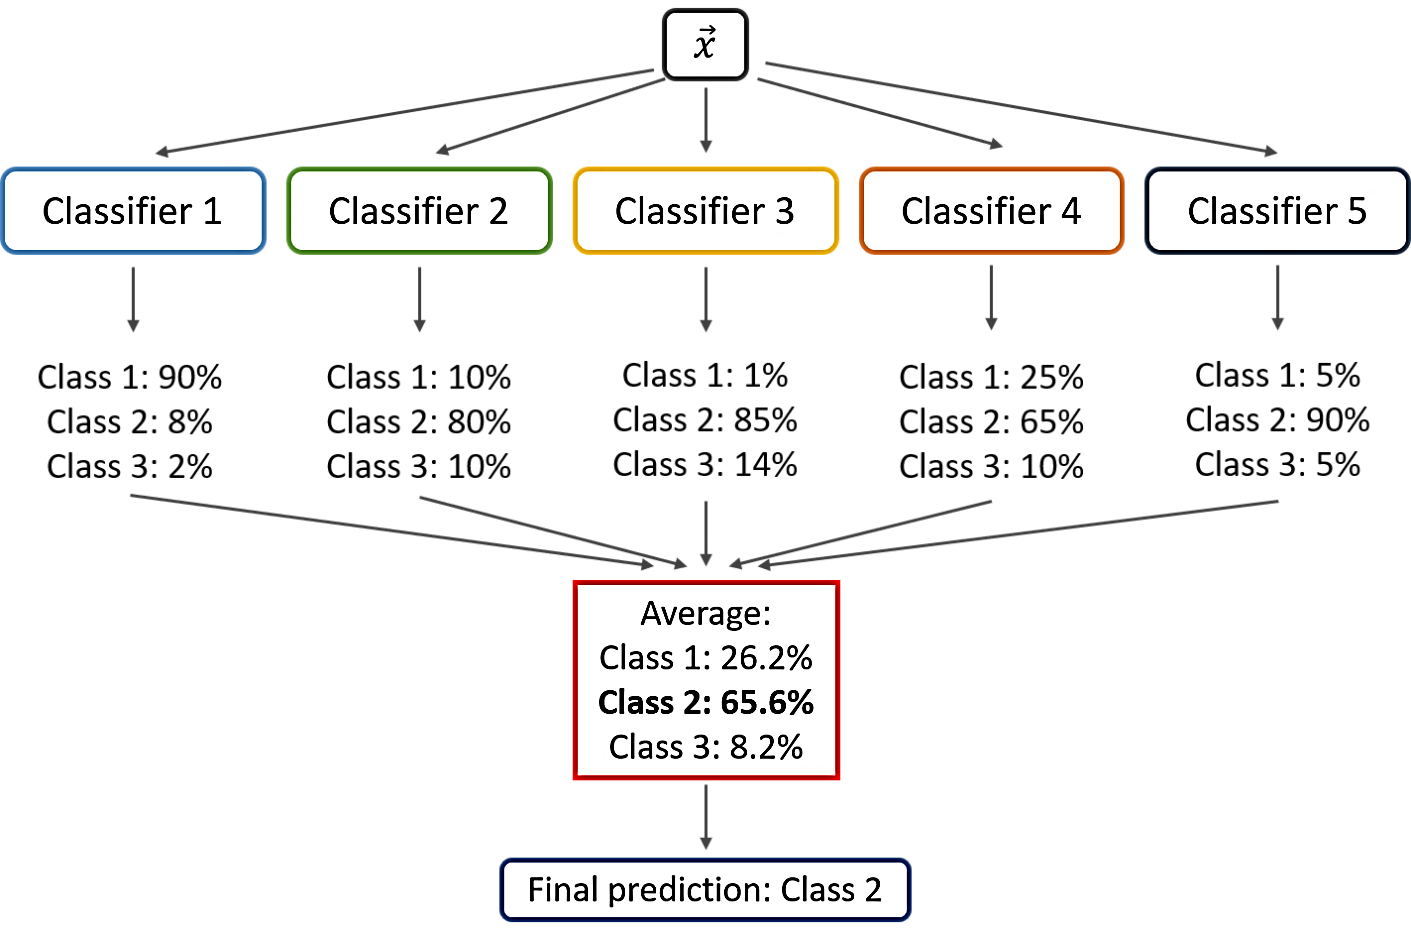 x⃗
Classifier 1
Classifier 2
Classifier 3
Classifier 4
Classifier 5
Class 1: 90%
Class 2: 8%
Class 3: 2%
Class 1: 10%
Class 2: 80%
Class 3: 10%
Class 1: 1%
Class 2: 85%
Class 3: 14%
Class 1: 25%
Class 2: 65%
Class 3: 10%
Class 1: 5%
Class 2: 90%
Class 3: 5%
Average:
Class 1: 26.2%
Class 2: 65.6%
Class 3: 8.2%
Final prediction: Class 2